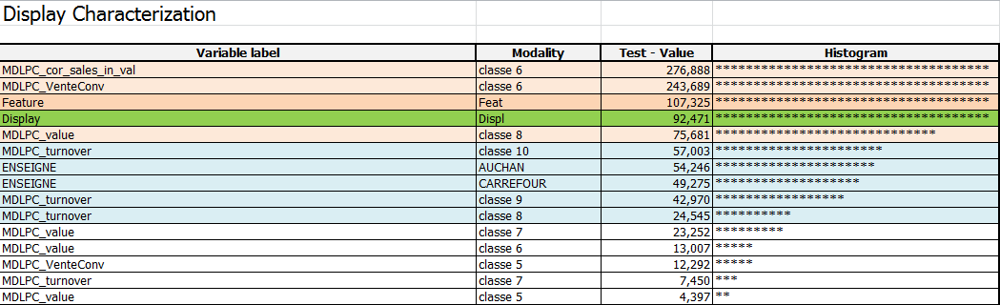 Display Characterization
Variable label Modality Test - Value Histogram
MDLPC_cor_sales_in_val classe 6 276,888 ************************************
MDLPC_VenteConv classe 6 243,689 ************************************
Feature Feat 107,325 ************************************
Display Displ 92,471 ************************************
MDLPC_value classe 8 75,681 *****************************
MDLPC_turnover classe 10 57,003 **********************
ENSEIGNE AUCHAN 54,246 *********************
ENSEIGNE CARREFOUR 49,275 *******************
MDLPC_turnover classe 9 42,970 *****************
MDLPC_turnover classe 8 24,545 **********
MDLPC_value classe 7 23,252 *********
MDLPC_value classe 6 13,007 *****
MDLPC_VenteConv classe 5 12,292 *****
MDLPC_turnover classe 7 7,450 ***
MDLPC_value classe 5 4,397 **